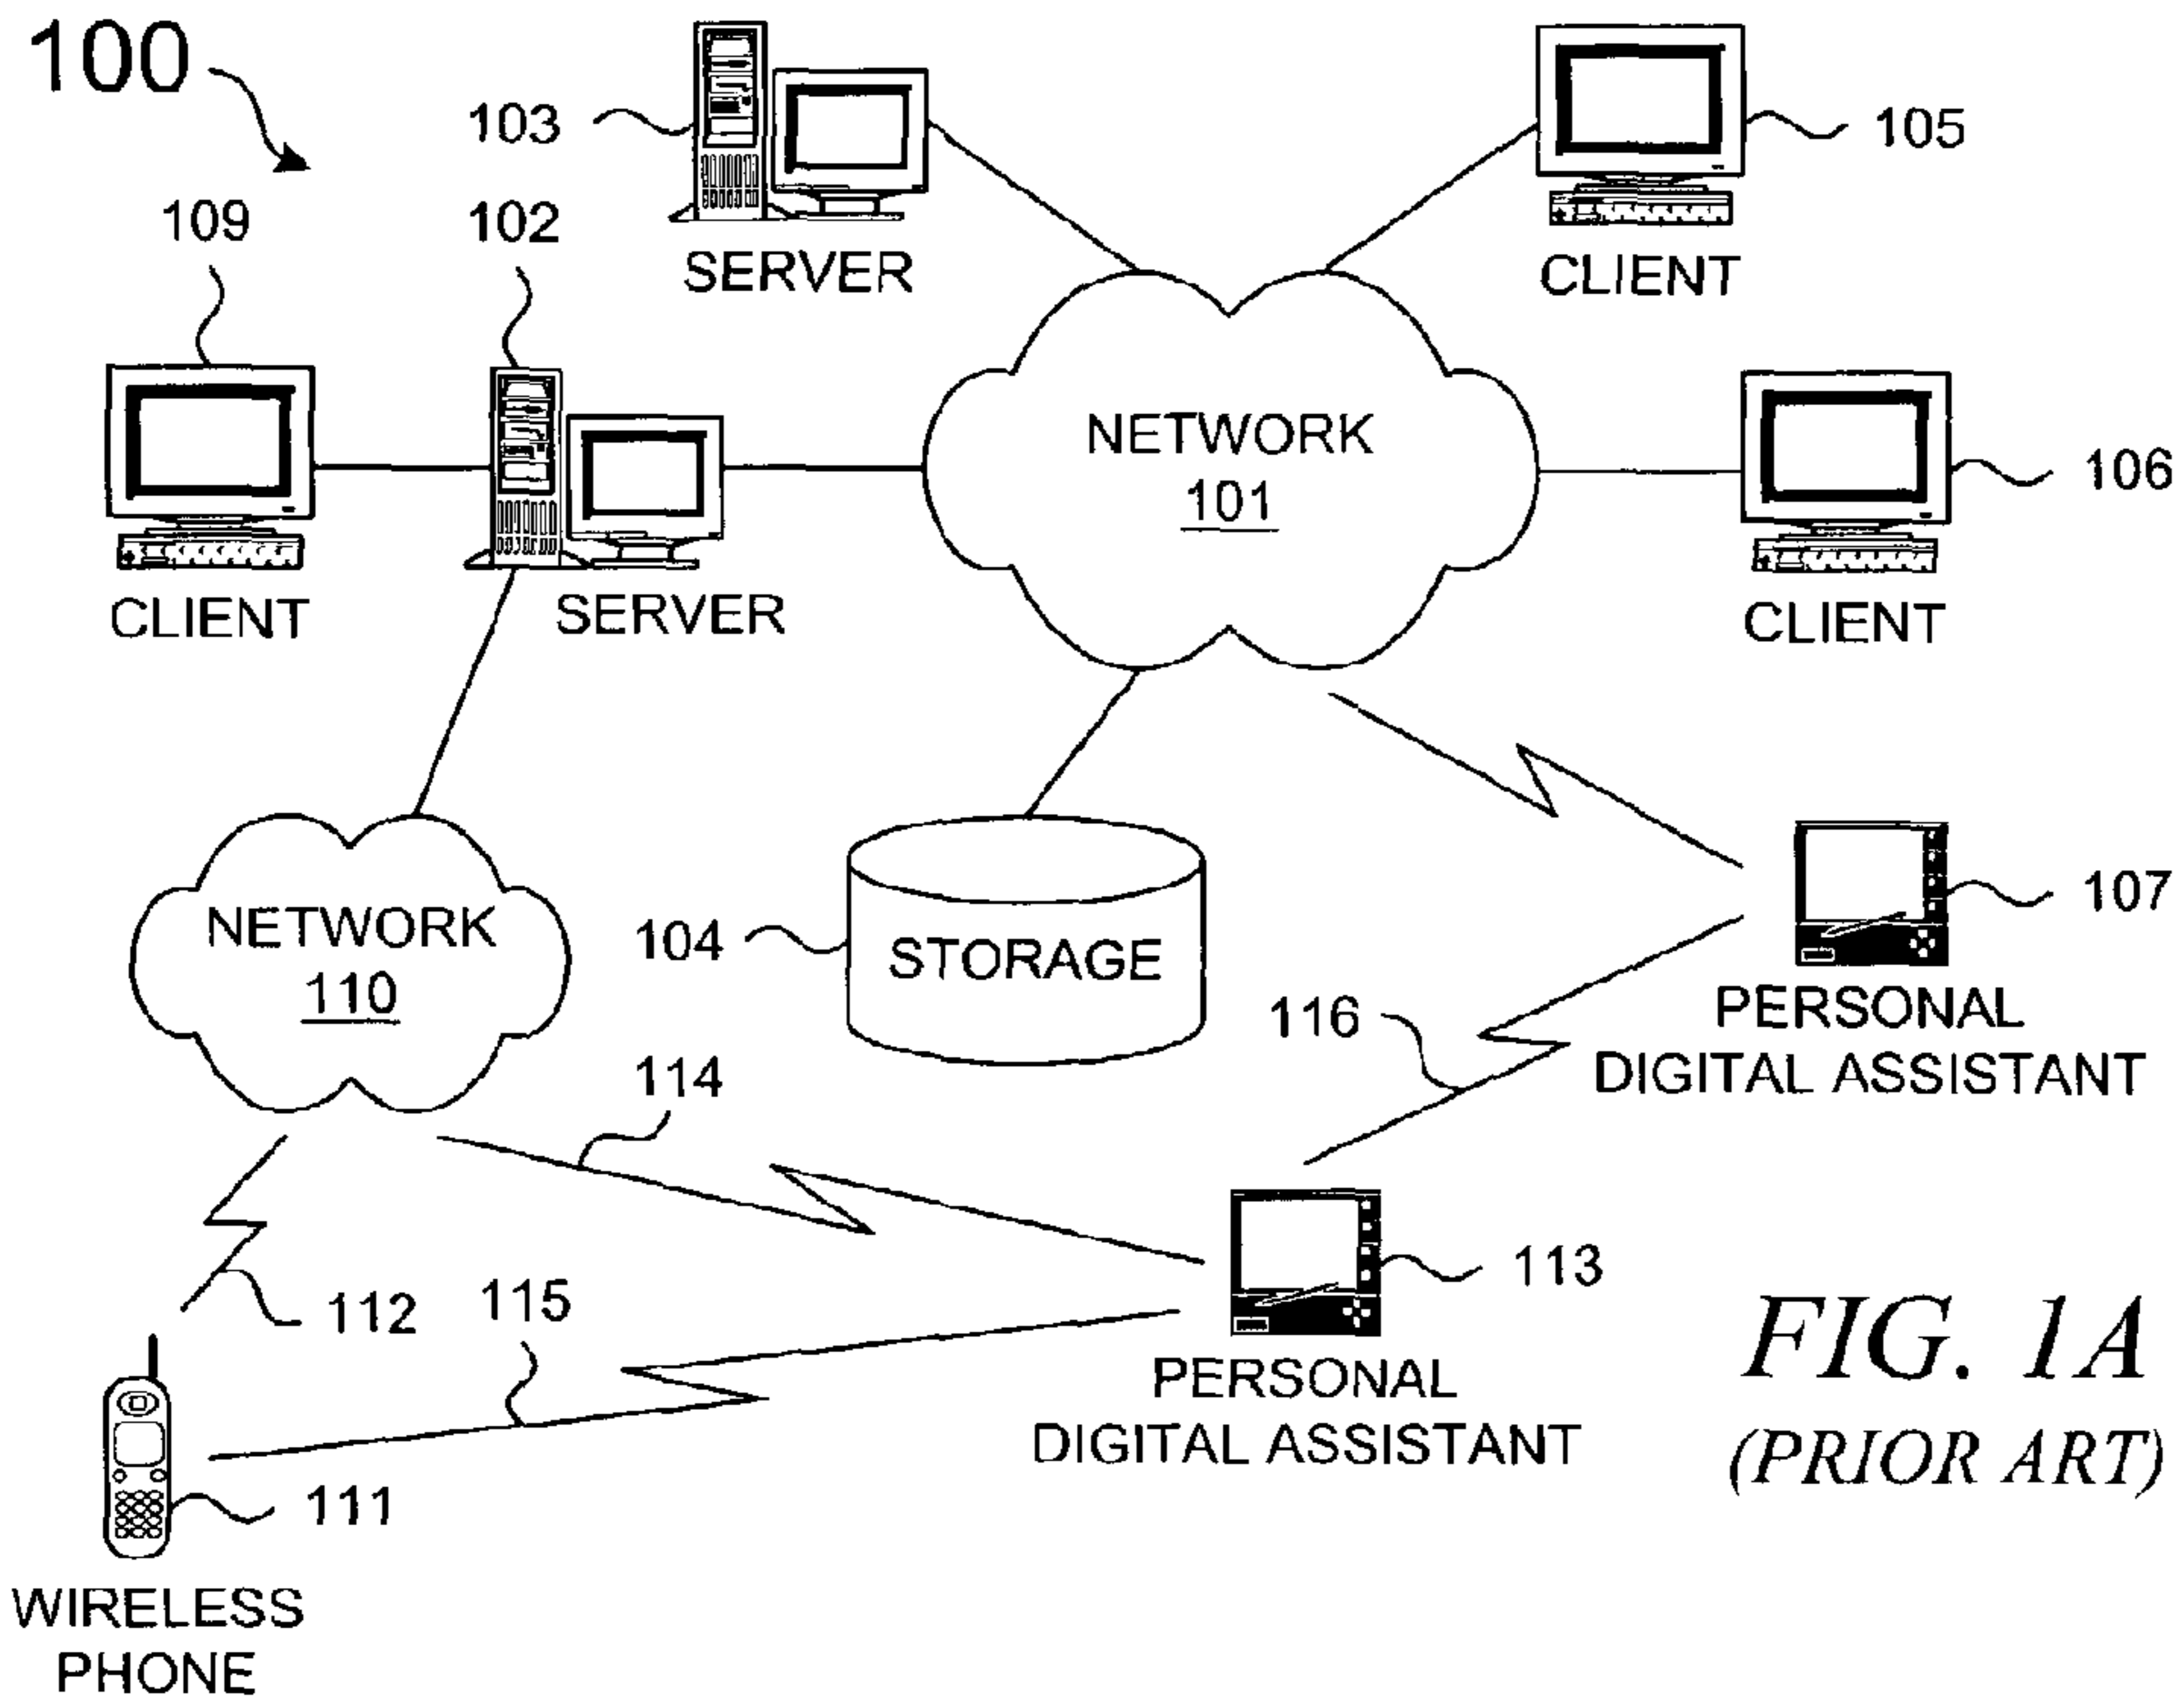 100
103
105
109
102
SERVER
CLIENT
NETWORK
101
106
CLIENT
SERVER
CLIENT
NETWORK
110
104
STORAGE
107
116
PERSONAL
DIGITAL ASSISTANT
114
113
112
115
PERSONAL
DIGITAL ASSISTANT
111
WIRELESS
PHONE
FIG. 1A
(PRIOR ART)